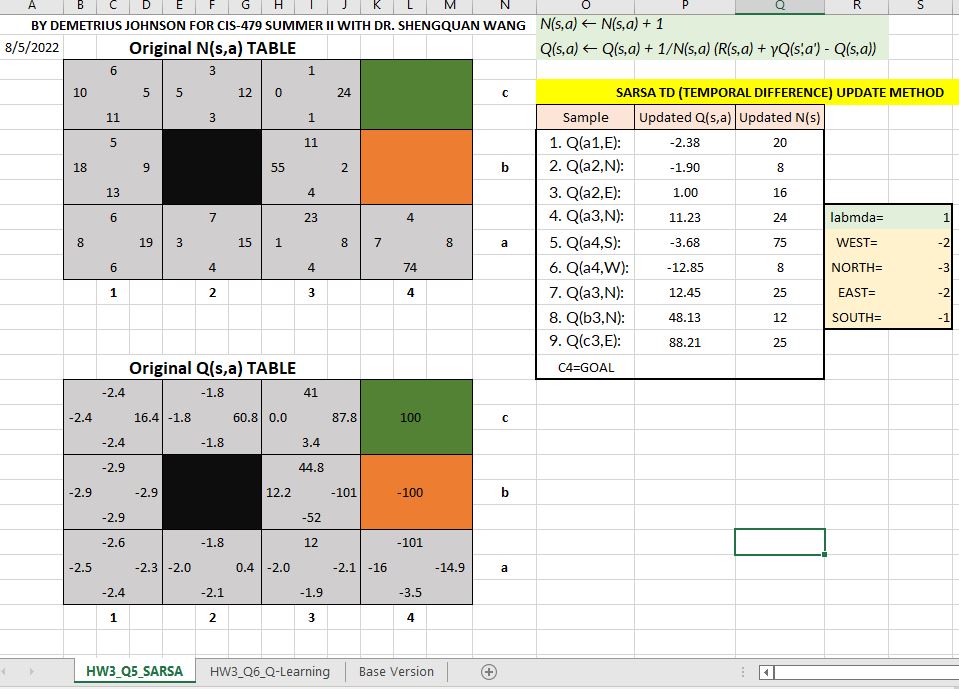 A B C D E F G H I J K L M N O P Q R S
BY DEMETRIUS JOHNSON FOR CIS-479 SUMMER II WITH DR. SHENGQUAN WANG
N(s,a) ← N(s,a) + 1
8/5/2022 Original N(s,a) TABLE
Q(s,a) ← Q(s,a) + 1/N(s,a) (R(s,a) + γQ(s',a') - Q(s,a))
6 3 1
10 5 5 12 0 24 c
11 3 1
5 11
18 9 55 2 b
13 4
6 7 23 4
8 19 3 15 1 8 7 8 a
6 4 4 74
1 2 3 4
SARSA TD (TEMPORAL DIFFERENCE) UPDATE METHOD
Sample Updated Q(s,a) Updated N(s)
1. Q(a1,E): -2.38 20
2. Q(a2,N): -1.90 8
3. Q(a2,E): 1.00 16
4. Q(a3,N): 11.23 24
5. Q(a4,S): -3.68 75
6. Q(a4,W): -12.85 8
7. Q(a3,N): 12.45 25
8. Q(b3,N): 48.13 12
9. Q(c3,E): 88.21 25
C4=GOAL
labmda= 1
WEST= -2
NORTH= -3
EAST= -2
SOUTH= -1
Original Q(s,a) TABLE
-2.4 -1.8 41
-2.4 16.4 -1.8 60.8 0.0 87.8 100 c
-2.4 -1.8 3.4
-2.9 44.8
-2.9 -2.9 12.2 -101 -100 b
-2.9 -52
-2.6 -1.8 12 -101
-2.5 -2.3 -2.0 0.4 -2.0 -2.1 -16 -14.9 a
-2.4 -2.1 -1.9 -3.5
1 2 3 4
HW3_Q5_SARSA HW3_Q6_Q-Learning Base Version